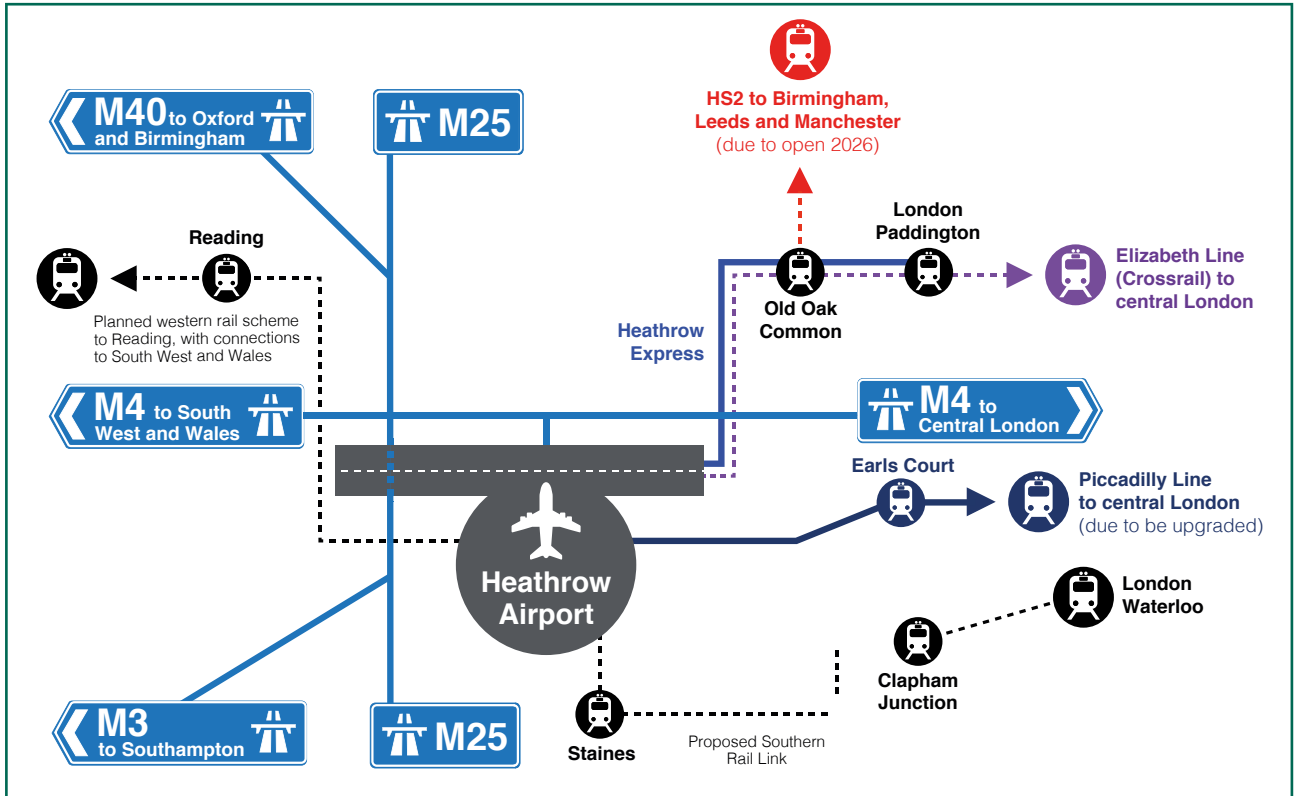 HS2 to Birmingham,
Leeds and Manchester
(due to open 2026)
M40 to Oxford
and Birmingham
M25
London
Paddington
Reading
Elizabeth Line
(Crossrail) to
central London
Old Oak
Common
Planned western rail scheme
to Reading, with connections
to South West and Wales
Heathrow
Express
M4 to South
West and Wales
M4 to
Central London
Earls Court
Piccadilly Line
to central London
(due to be upgraded)
Heathrow
Airport
London
Waterloo
Clapham
Junction
M3
to Southampton
M25
Staines
Proposed Southern
Rail Link